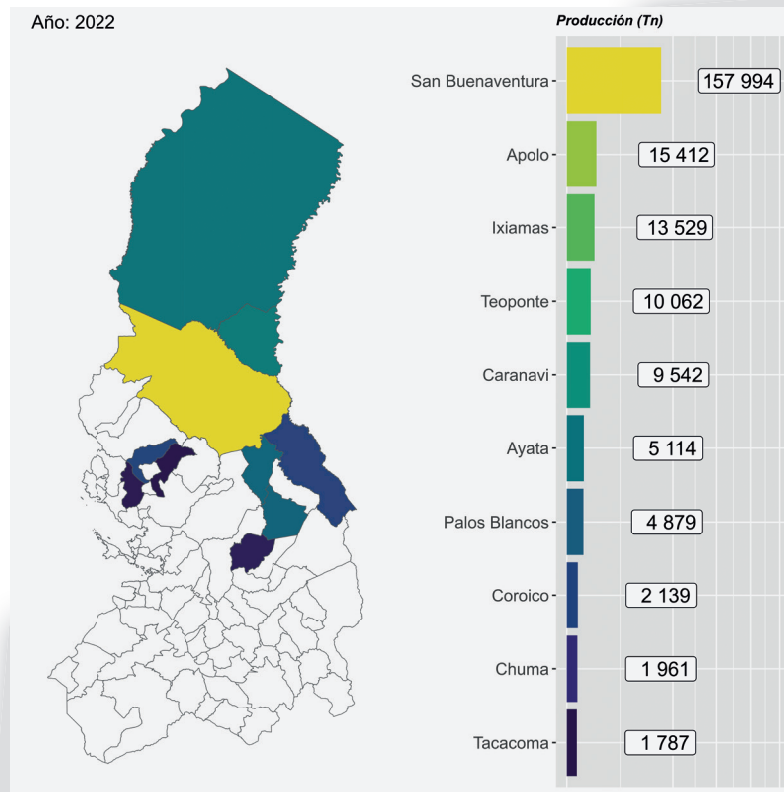 Año: 2022
Producción (Tn)
San Buenaventura
157 994
Apolo
15 412
Ixiamas
13 529
Teoponte
10 062
Caranavi
9 542
Ayata
5 114
Palos Blancos
4 879
Coroico
2 139
Chuma
1 961
Tacacoma
1 787